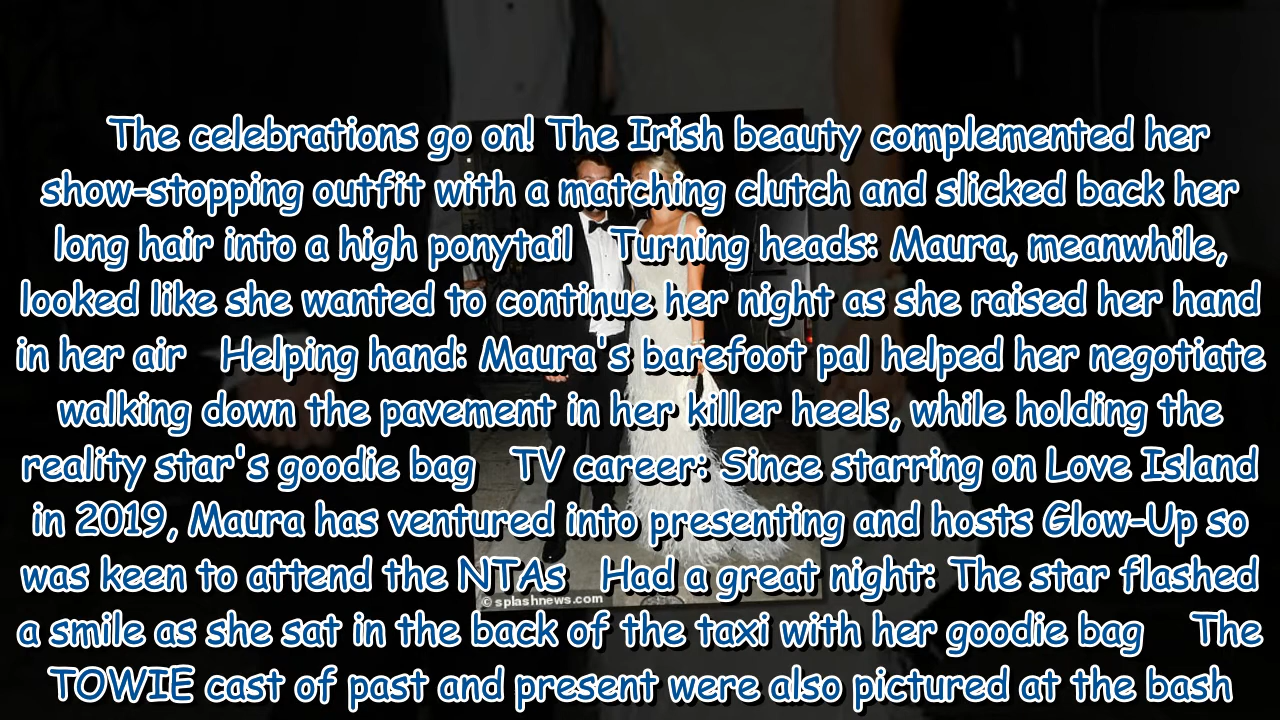 The celebrations go on! The Irish beauty complemented her
show-stopping outfit with a matching clutch and slicked back her
long hair into a high ponytail Turning heads: Maura, meanwhile,
looked like she wanted to continue her night as she raised her hand
in her air Helping hand: Maura's barefoot pal helped her negotiate
walking down the pavement in her killer heels, while holding the
reality star's goodie bag TV career: Since starring on Love Island
in 2019, Maura has ventured into presenting and hosts Glow-Up so
was keen to attend the NTAs Had a great night: The star flashed
© splashnews.com
a smile as she sat in the back of the taxi with her goodie bag The
TOWIE cast of past and present were also pictured at the bash